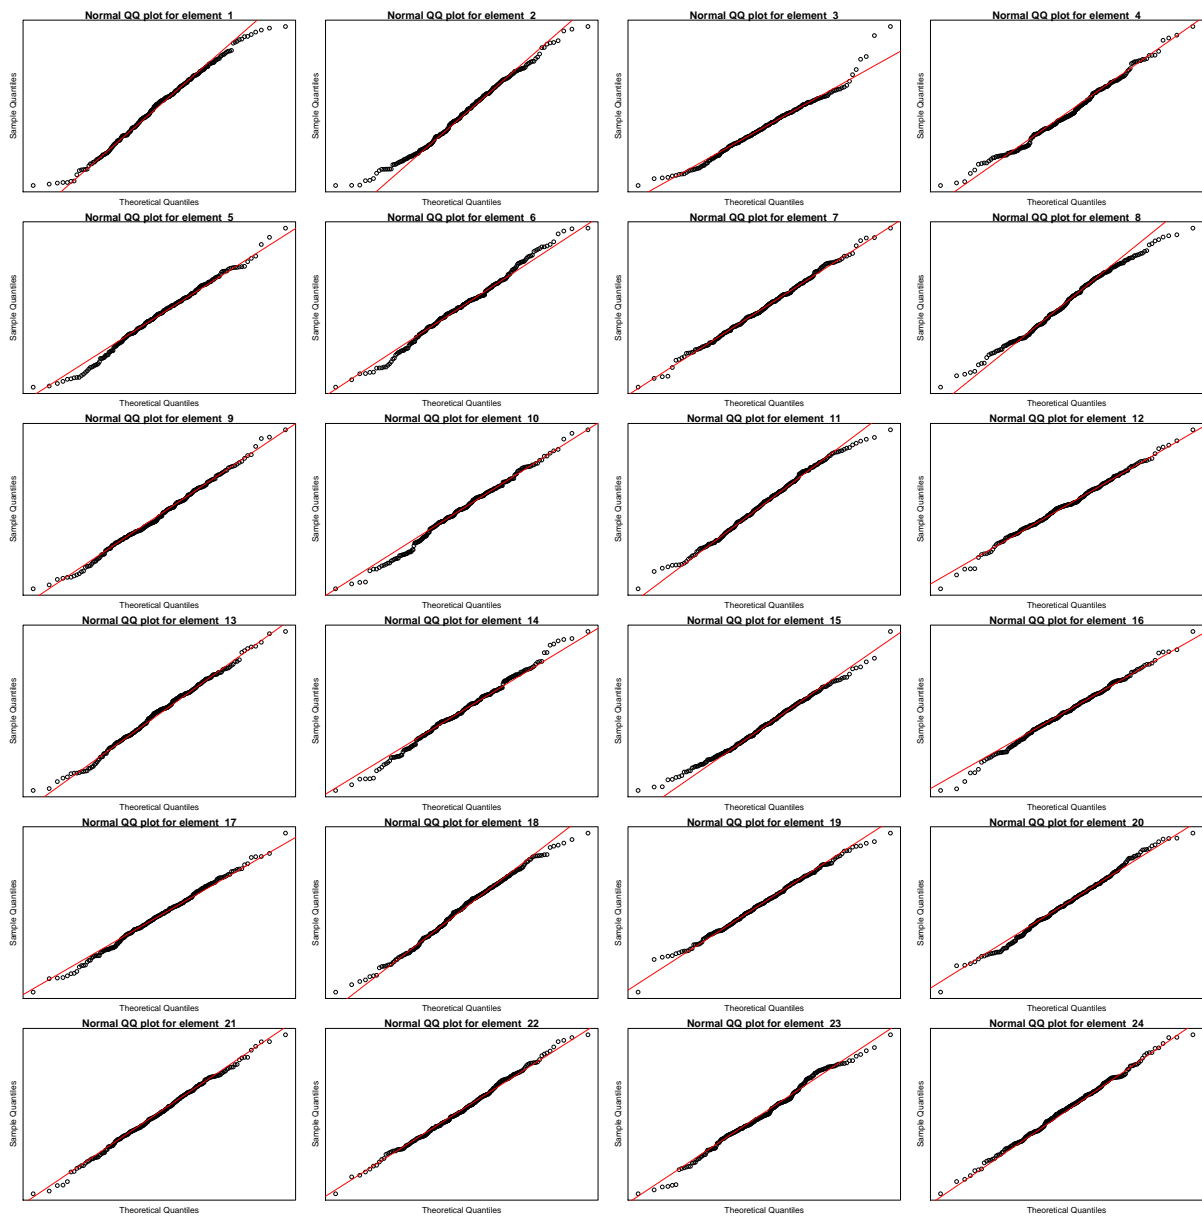 Normal QQ plot for element 1
Sample Quantiles
Theoretical Quantiles
Normal QQ plot for element 2
Sample Quantiles
Theoretical Quantiles
Normal QQ plot for element 3
Sample Quantiles
Theoretical Quantiles
Normal QQ plot for element 4
Sample Quantiles
Theoretical Quantiles
Normal QQ plot for element 5
Sample Quantiles
Theoretical Quantiles
Normal QQ plot for element 6
Sample Quantiles
Theoretical Quantiles
Normal QQ plot for element 7
Sample Quantiles
Theoretical Quantiles
Normal QQ plot for element 8
Sample Quantiles
Theoretical Quantiles
Normal QQ plot for element 9
Sample Quantiles
Theoretical Quantiles
Normal QQ plot for element 10
Sample Quantiles
Theoretical Quantiles
Normal QQ plot for element 11
Sample Quantiles
Theoretical Quantiles
Normal QQ plot for element 12
Sample Quantiles
Theoretical Quantiles
Normal QQ plot for element 13
Sample Quantiles
Theoretical Quantiles
Normal QQ plot for element 14
Sample Quantiles
Theoretical Quantiles
Normal QQ plot for element 15
Sample Quantiles
Theoretical Quantiles
Normal QQ plot for element 16
Sample Quantiles
Theoretical Quantiles
Normal QQ plot for element 17
Sample Quantiles
Theoretical Quantiles
Normal QQ plot for element 18
Sample Quantiles
Theoretical Quantiles
Normal QQ plot for element 19
Sample Quantiles
Theoretical Quantiles
Normal QQ plot for element 20
Sample Quantiles
Theoretical Quantiles
Normal QQ plot for element 21
Sample Quantiles
Theoretical Quantiles
Normal QQ plot for element 22
Sample Quantiles
Theoretical Quantiles
Normal QQ plot for element 23
Sample Quantiles
Theoretical Quantiles
Normal QQ plot for element 24
Sample Quantiles
Theoretical Quantiles